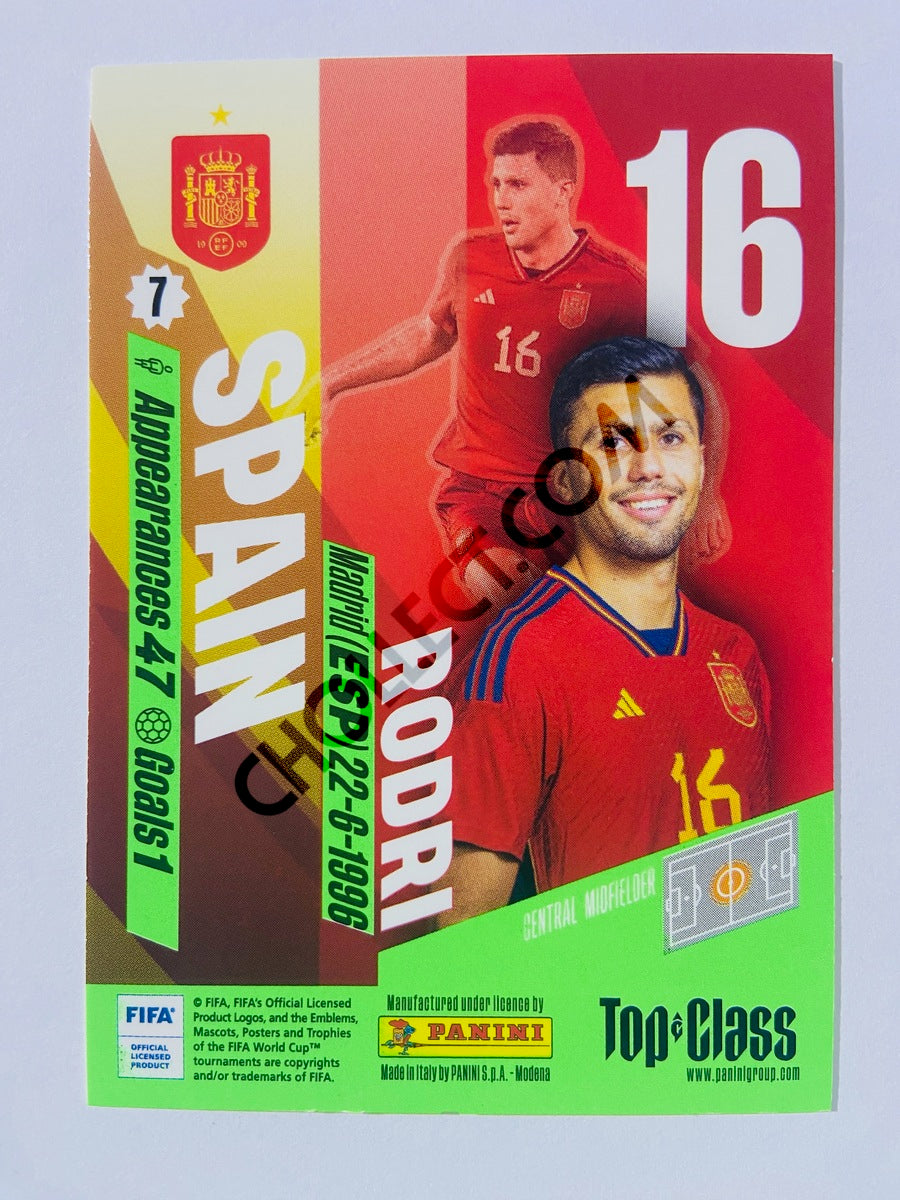 16
7
SPAIN
Appearances 47 Goals 1
16
Madrid (ESP) 22-6-1996
RODRI
16
CHOLLECT.COM
CENTRAL MIDFIELDER
FIFA®
OFFICIAL
LICENSED
PRODUCT
© FIFA, FIFA's Official Licensed
Product Logos, and the Emblems,
Mascots, Posters and Trophies
of the FIFA World Cup™
tournaments are copyrights
and/or trademarks of FIFA.
Manufactured under licence by
PANINI
Made in Italy by PANINI S.p.A. - Modena
Top Class
www.paninigroup.com